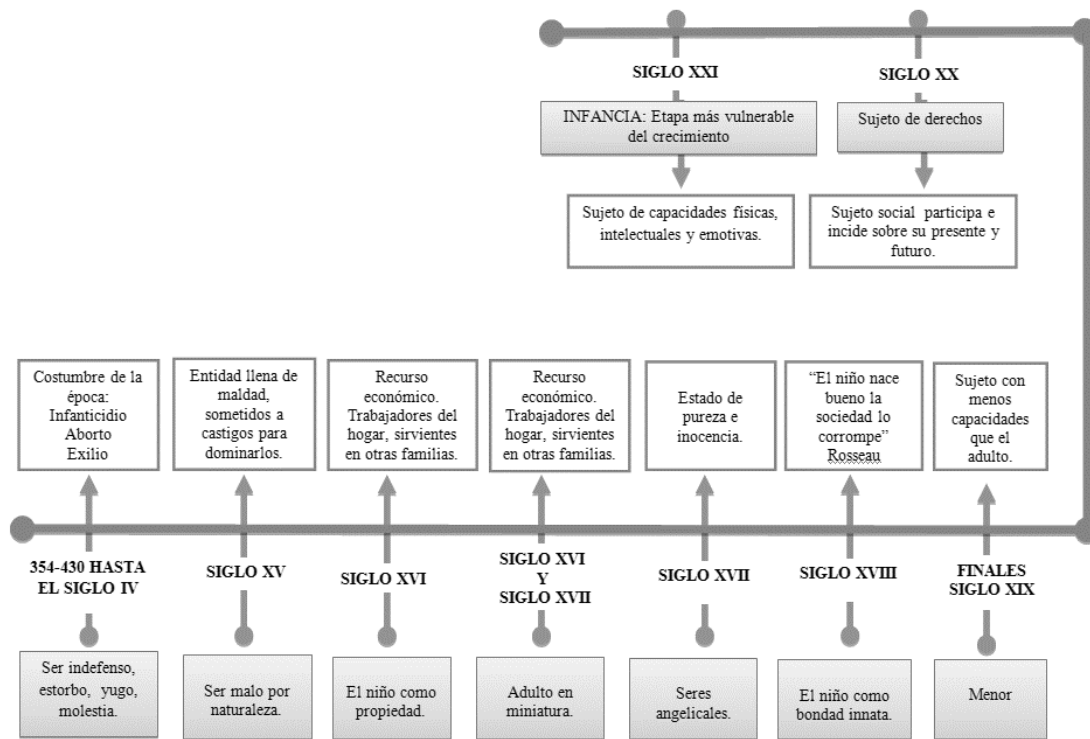 SIGLO XXI
SIGLO XX
INFANCIA: Etapa más vulnerable
del crecimiento
Sujeto de derechos
Sujeto de capacidades físicas,
intelectuales y emotivas.
Sujeto social participa e
incide sobre su presente y
futuro.
Costumbre de la
época:
Infanticidio
Aborto
Exilio
Entidad llena de
maldad,
sometidos a
castigos para
dominarlos.
Recurso
económico.
Trabajadores del
hogar, sirvientes
en otras familias.
Recurso
económico.
Trabajadores del
hogar, sirvientes
en otras familias.
Estado de
pureza e
inocencia.
“El niño nace
bueno la
sociedad lo
corrompe”
Rosseau
Sujeto con
menos
capacidades
que el
adulto.
354-430 HASTA
EL SIGLO IV
SIGLO XV
SIGLO XVI
SIGLO XVI
Y
SIGLO XVII
SIGLO XVII
SIGLO XVIII
FINALES
SIGLO XIX
Ser indefenso,
estorbo, yugo,
molestia.
Ser malo por
naturaleza.
El niño como
propiedad.
Adulto en
miniatura.
Seres
angelicales.
El niño como
bondad innata.
Menor